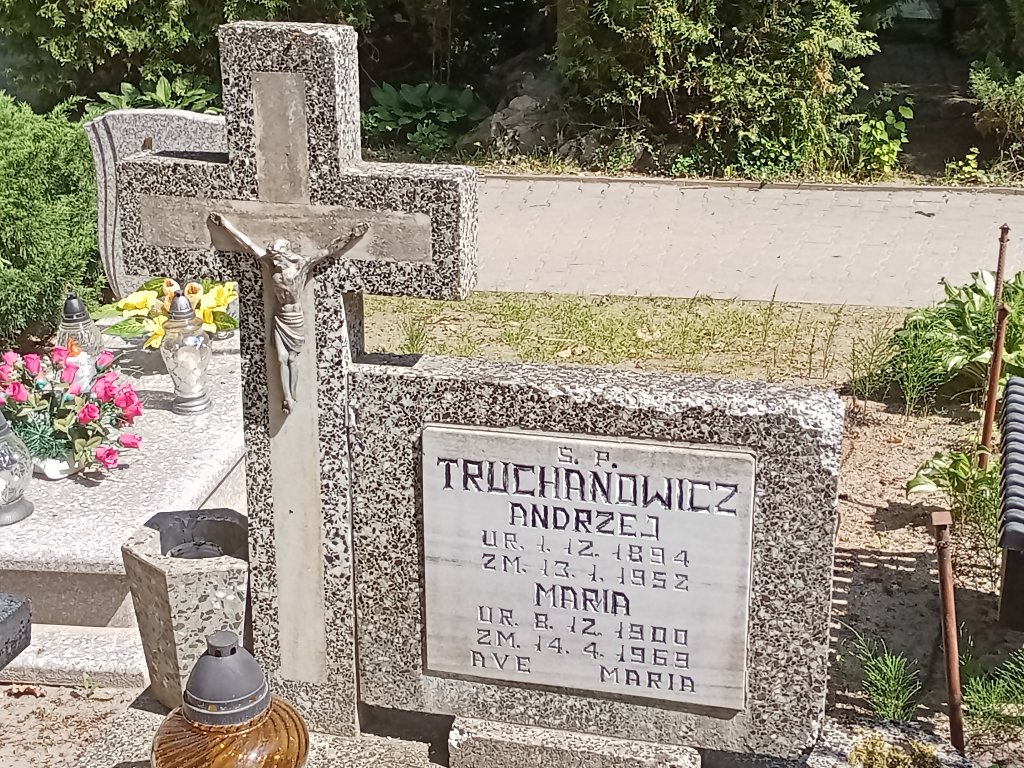 S. P.
TRUCHANOWICZ
ANDRZEJ
UR. 1. 12. 1894
ZM. 13. 1. 1952
MARIA
UR. 8. 12. 1900
ZM. 14. 4. 1969
AVE MARIA